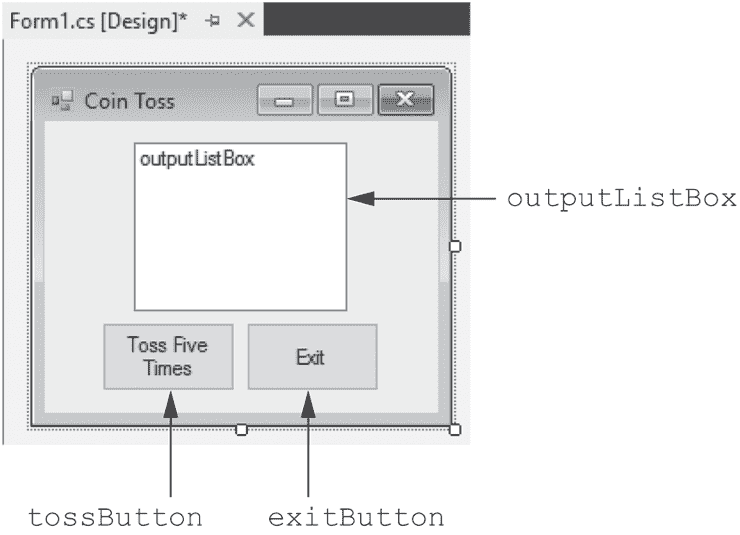 Form1.cs [Design]*
Coin Toss
outputListBox
outputListBox
Toss Five
Times
Exit
tossButton
exitButton